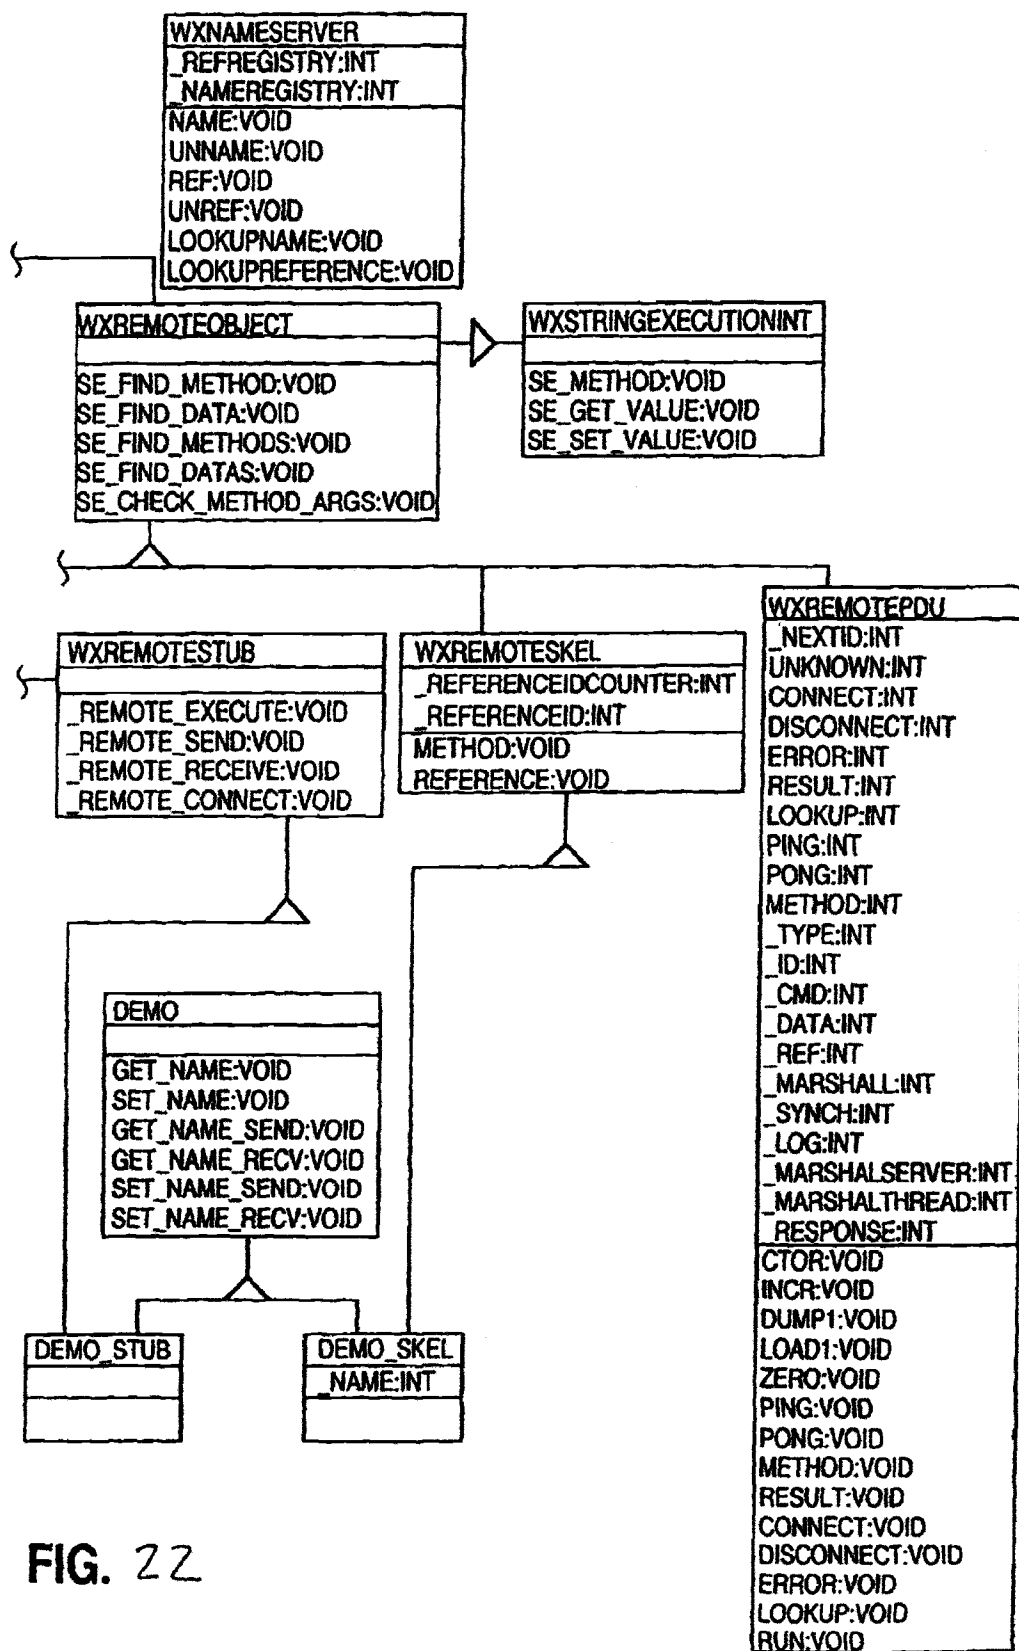 WXNAMESERVER
_REFREGISTRY:INT
_NAMEREGISTRY:INT
NAME:VOID
UNNAME:VOID
REF:VOID
UNREF:VOID
LOOKUPNAME:VOID
LOOKUPREFERENCE:VOID
WXREMOTEOBJECT
SE_FIND_METHOD:VOID
SE_FIND_DATA:VOID
SE_FIND_METHODS:VOID
SE_FIND_DATAS:VOID
SE_CHECK_METHOD_ARGS:VOID
WXSTRINGEXECUTIONINT
SE_METHOD:VOID
SE_GET_VALUE:VOID
SE_SET_VALUE:VOID
WXREMOTESTUB
_REMOTE_EXECUTE:VOID
_REMOTE_SEND:VOID
_REMOTE_RECEIVE:VOID
_REMOTE_CONNECT:VOID
WXREMOTESKEL
_REFERENCEIDCOUNTER:INT
_REFERENCEID:INT
METHOD:VOID
REFERENCE:VOID
WXREMOTEPDU
_NEXTID:INT
UNKNOWN:INT
CONNECT:INT
DISCONNECT:INT
ERROR:INT
RESULT:INT
LOOKUP:INT
PING:INT
PONG:INT
METHOD:INT
_TYPE:INT
_ID:INT
_CMD:INT
_DATA:INT
_REF:INT
_MARSHALL:INT
_SYNCH:INT
_LOG:INT
_MARSHALSERVER:INT
_MARSHALTHREAD:INT
_RESPONSE:INT
CTOR:VOID
INCR:VOID
DUMP1:VOID
LOAD1:VOID
ZERO:VOID
PING:VOID
PONG:VOID
METHOD:VOID
RESULT:VOID
CONNECT:VOID
DISCONNECT:VOID
ERROR:VOID
LOOKUP:VOID
RUN:VOID
DEMO
GET_NAME:VOID
SET_NAME:VOID
GET_NAME_SEND:VOID
GET_NAME_RECV:VOID
SET_NAME_SEND:VOID
SET_NAME_RECV:VOID
DEMO_STUB
DEMO_SKEL
_NAME:INT
FIG. 22